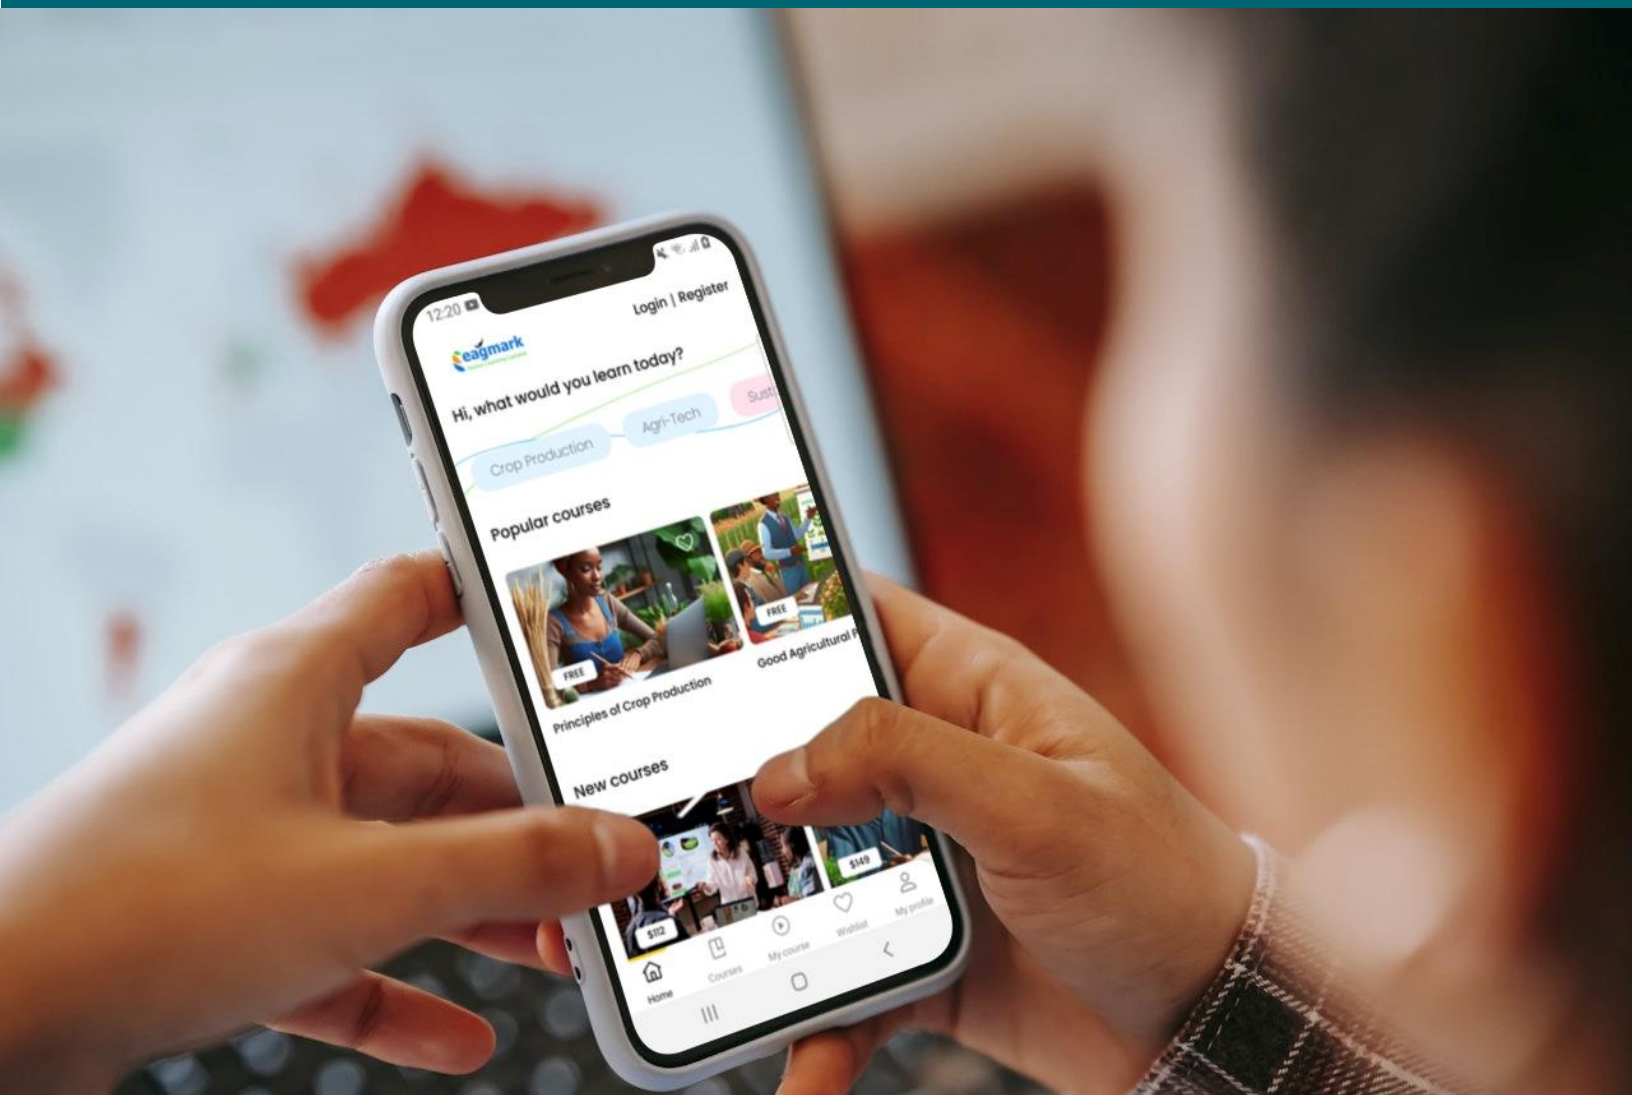 12:20
Login | Register
eagmark
Hi, what would you learn today?
Crop Production
Agri-Tech
Sust
Popular courses
FREE
FREE
Principles of Crop Production
Good Agricultural P
New courses
$112
$149
Home
Courses
My course
Wishlist
My profile